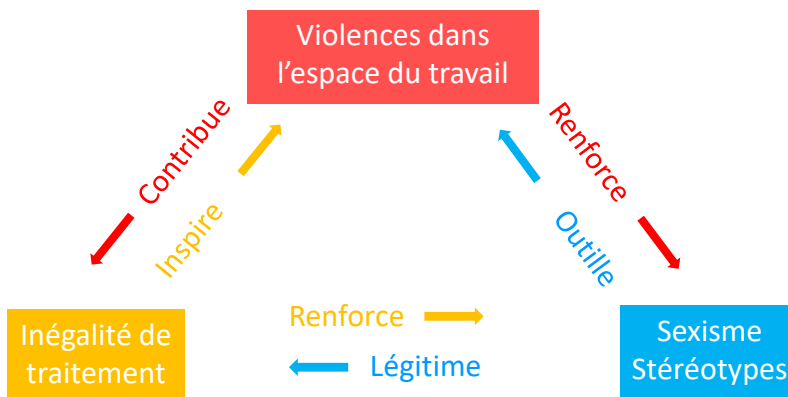 Violences dans
l’espace du travail
Contribue
Inspire
Renforce
Outille
Inégalité de
traitement
Renforce
Légitime
Sexisme
Stéréotypes